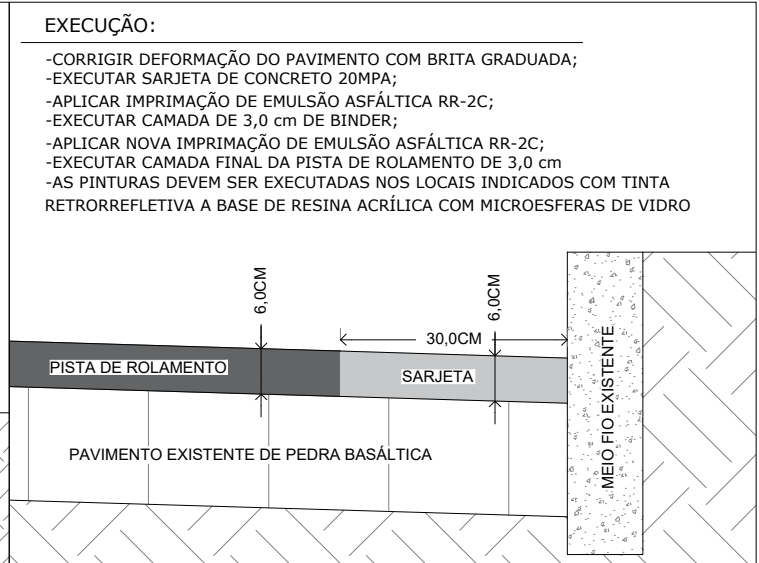 EXECUÇÃO:
-CORRIGIR DEFORMAÇÃO DO PAVIMENTO COM BRITA GRADUADA;
-EXECUTAR SARJETA DE CONCRETO 20MPA;
-APLICAR IMPRIMAÇÃO DE EMULSÃO ASFÁLTICA RR-2C;
-EXECUTAR CAMADA DE 3,0 cm DE BINDER;
-APLICAR NOVA IMPRIMAÇÃO DE EMULSÃO ASFÁLTICA RR-2C;
-EXECUTAR CAMADA FINAL DA PISTA DE ROLAMENTO DE 3,0 cm
-AS PINTURAS DEVEM SER EXECUTADAS NOS LOCAIS INDICADOS COM TINTA
RETRORREFLETIVA A BASE DE RESINA ACRÍLICA COM MICROESFERAS DE VIDRO
6,0CM
6,0CM
30,0CM
PISTA DE ROLAMENTO
SARJETA
MEIO FIO EXISTENTE
PAVIMENTO EXISTENTE DE PEDRA BASÁLTICA